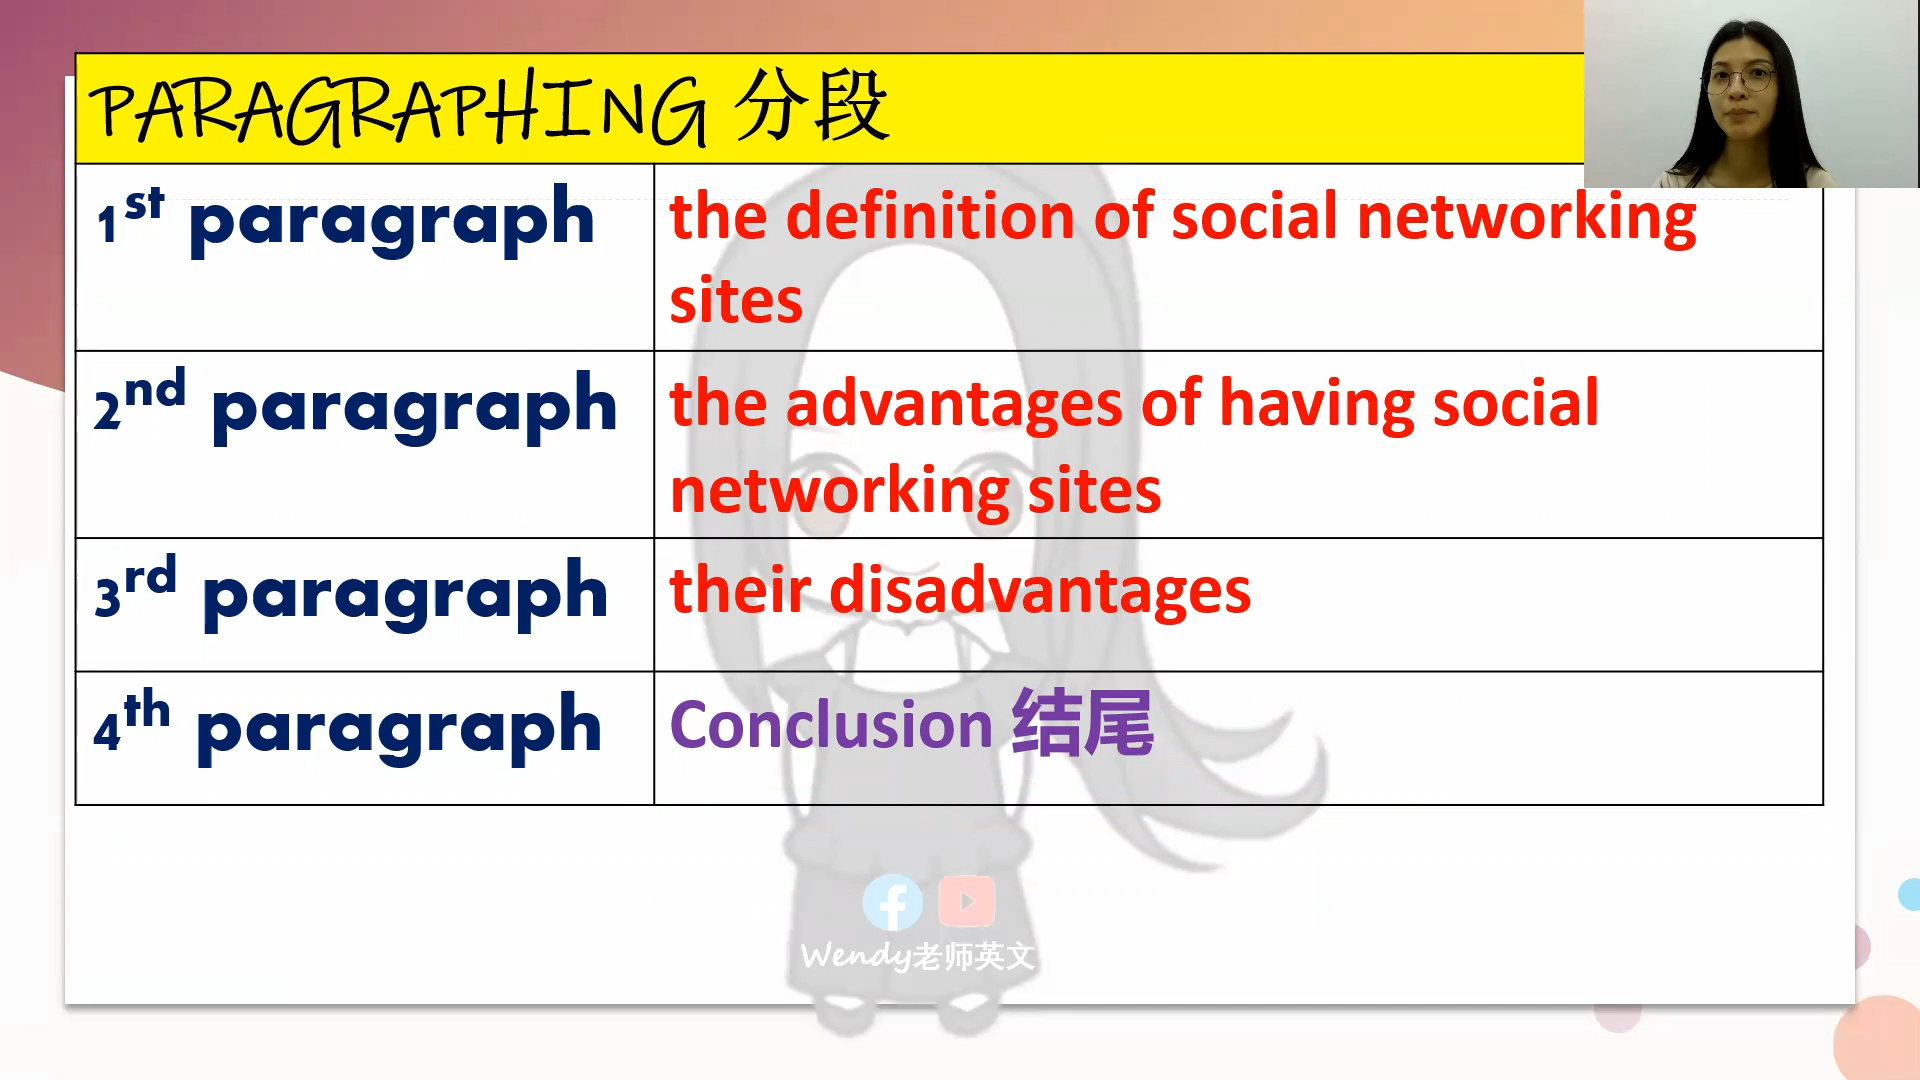 PARAGRAPHING 分段
1st paragraph
the definition of social networking
sites
2nd paragraph
the advantages of having social
networking sites
3rd paragraph
their disadvantages
4th paragraph
Conclusion 结尾
Wendy老师英文